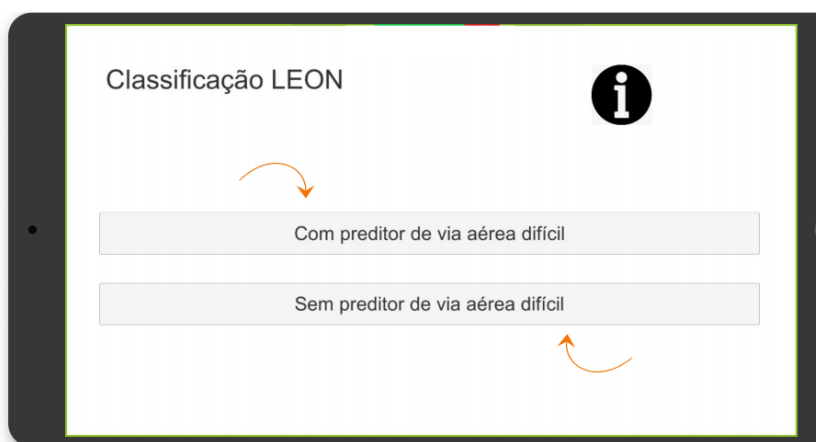 Classificação LEON
Com preditor de via aérea difícil
Sem preditor de via aérea difícil